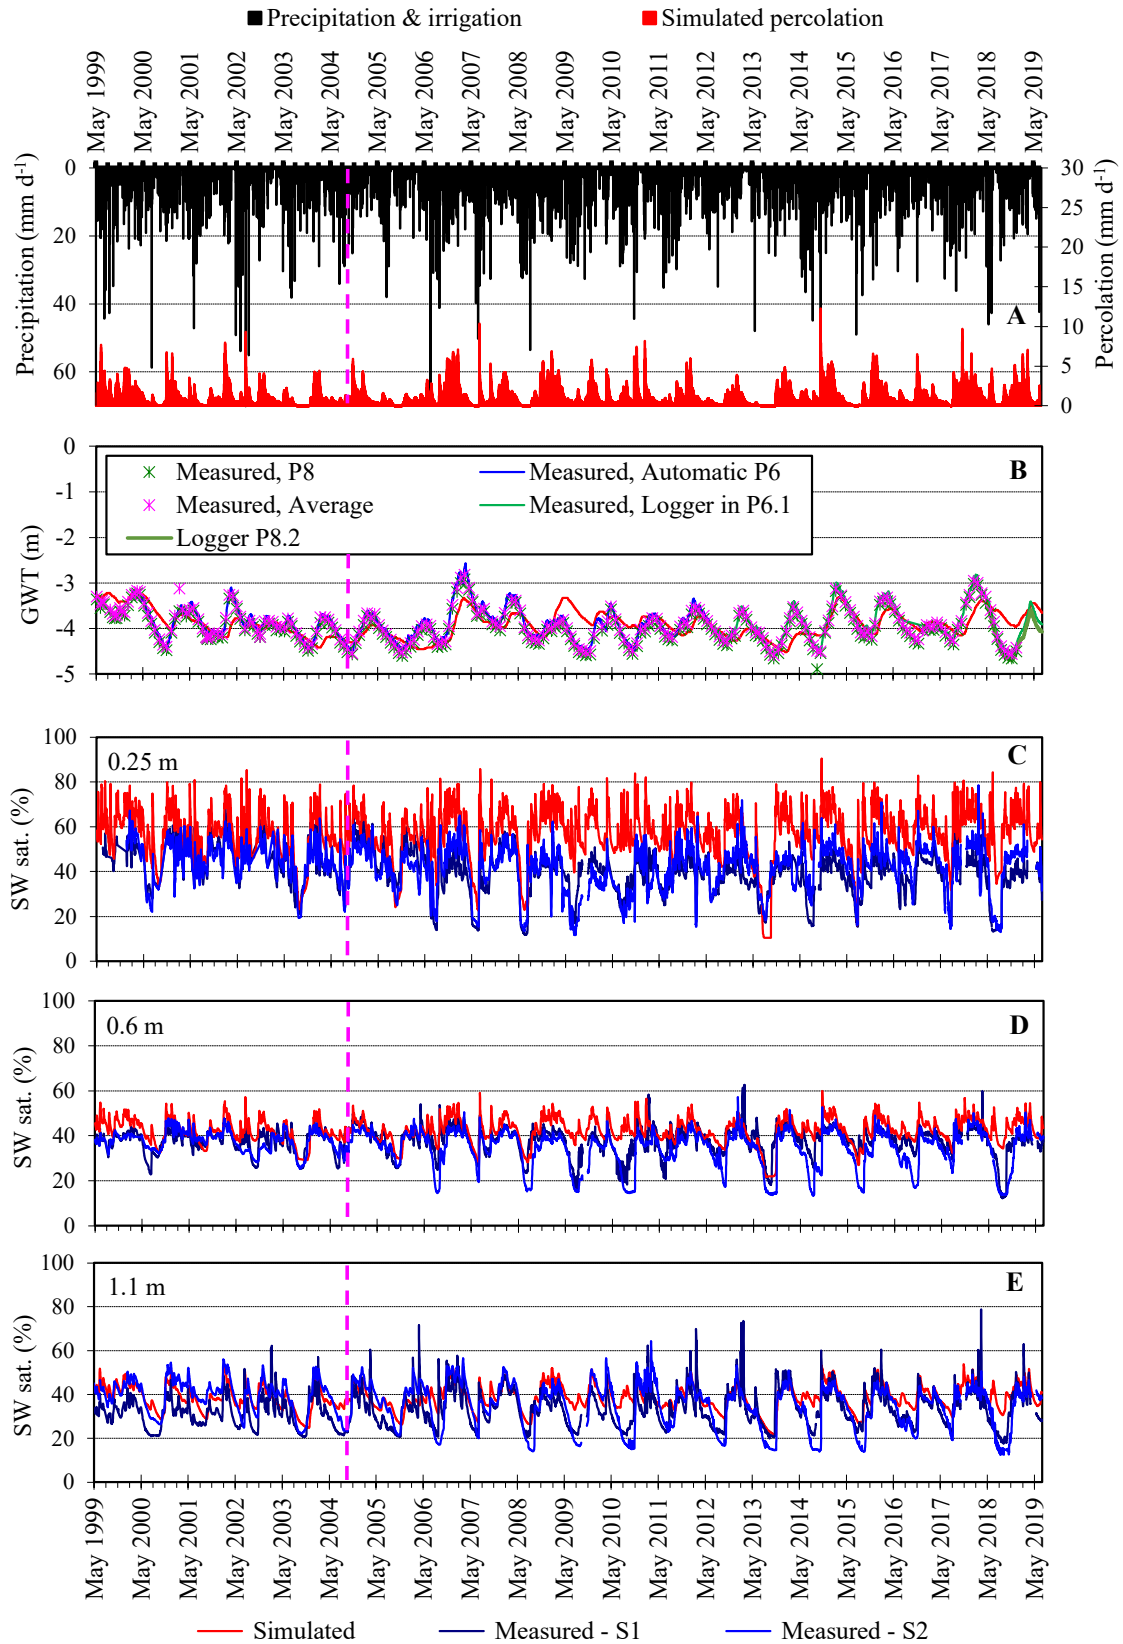 Precipitation & irrigation Simulated percolation
May 1999 May 2000 May 2001 May 2002 May 2003 May 2004 May 2005 May 2006 May 2007 May 2008 May 2009 May 2010 May 2011 May 2012 May 2013 May 2014 May 2015 May 2016 May 2017 May 2018 May 2019
Precipitation (mm d-1)
0
20
40
60
A
30
25
20
15
10
5
0
Percolation (mm d-1)
GWT (m)
0
-1
-2
-3
-4
-5
B
Measured, P8 Measured, Automatic P6
Measured, Average Measured, Logger in P6.1
Logger P8.2
SW sat. (%)
100
80
60
40
20
0
0.25 m C
SW sat. (%)
100
80
60
40
20
0
0.6 m D
SW sat. (%)
100
80
60
40
20
0
1.1 m E
May 1999 May 2000 May 2001 May 2002 May 2003 May 2004 May 2005 May 2006 May 2007 May 2008 May 2009 May 2010 May 2011 May 2012 May 2013 May 2014 May 2015 May 2016 May 2017 May 2018 May 2019
Simulated Measured - S1 Measured - S2